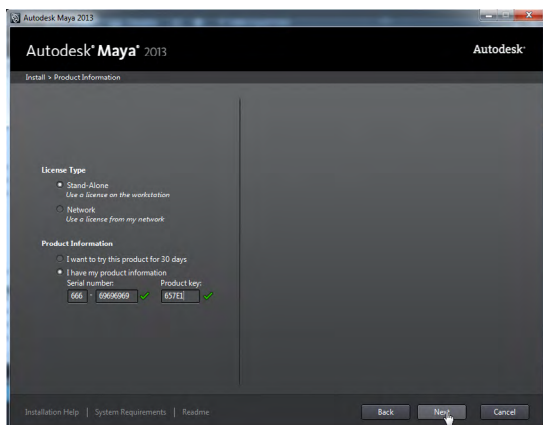 Autodesk Maya 2013
Autodesk® Maya® 2013
Autodesk®
Install > Product Information
License Type
Stand-Alone
Use a license on the workstation
Network
Use a license from my network
Product Information
I want to try this product for 30 days
I have my product information
Serial number: Product key:
666 - 69696969 657E1
Installation Help | System Requirements | Readme
Back Next Cancel